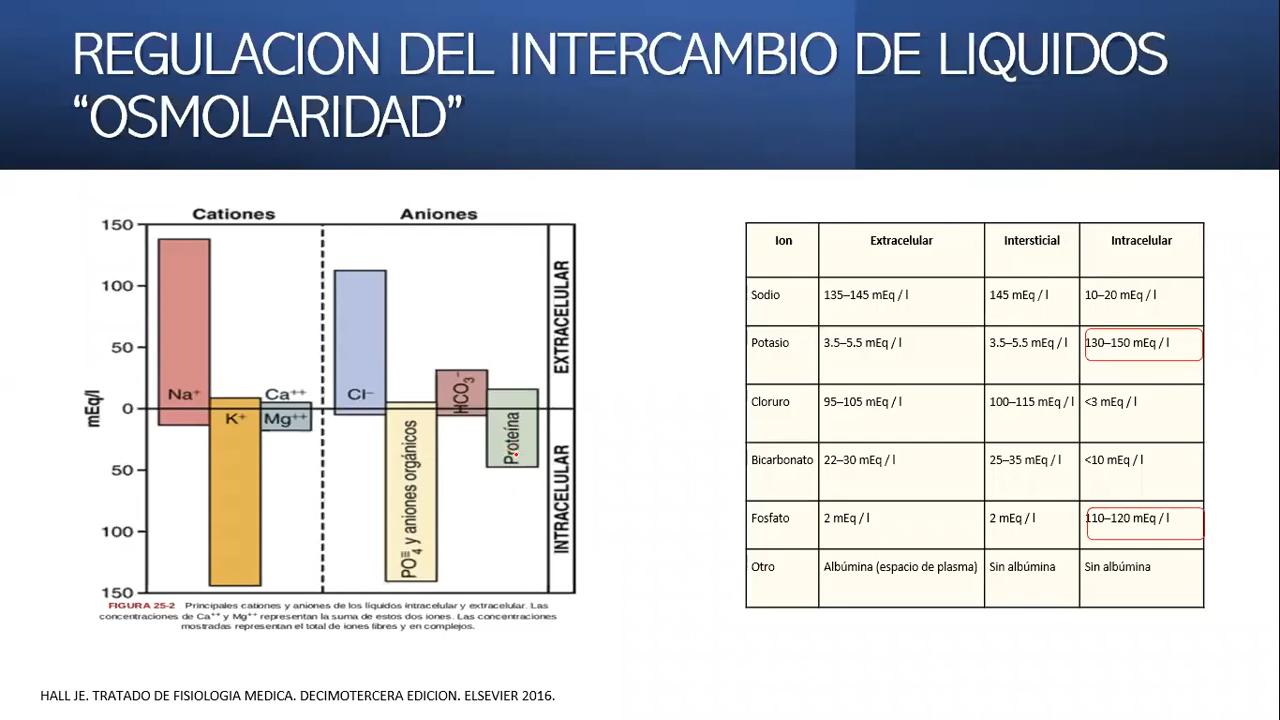 REGULACION DEL INTERCAMBIO DE LIQUIDOS
“OSMOLARIDAD”
Cationes
Aniones
150
100
50
0
50
100
150
mEq/l
Na⁺
K⁺
Ca⁺⁺
Mg⁺⁺
Cl⁻
PO₄≡ y aniones orgánicos
HCO₃⁻
Proteína
EXTRACELULAR
INTRACELULAR
FIGURA 25-2 Principales cationes y aniones de los líquidos intracelular y extracelular. Las
concentraciones de Ca⁺⁺ y Mg⁺⁺ representan la suma de estos dos iones. Las concentraciones
mostradas representan el total de iones libres y en complejos.
Ion Extracelular Intersticial Intracelular
Sodio 135–145 mEq / l 145 mEq / l 10–20 mEq / l
Potasio 3.5–5.5 mEq / l 3.5–5.5 mEq / l 130–150 mEq / l
Cloruro 95–105 mEq / l 100–115 mEq / l <3 mEq / l
Bicarbonato 22–30 mEq / l 25–35 mEq / l <10 mEq / l
Fosfato 2 mEq / l 2 mEq / l 110–120 mEq / l
Otro Albúmina (espacio de plasma) Sin albúmina Sin albúmina
HALL JE. TRATADO DE FISIOLOGIA MEDICA. DECIMOTERCERA EDICION. ELSEVIER 2016.